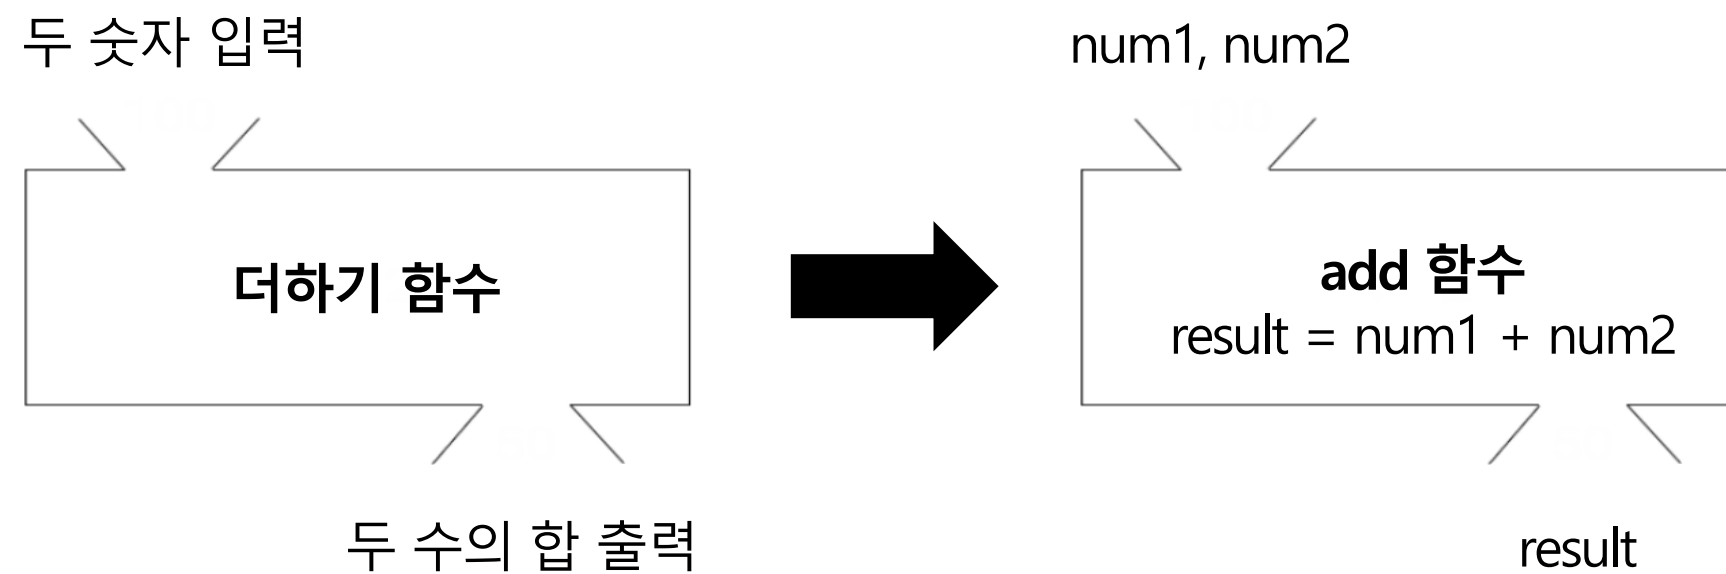 두 숫자 입력
더하기 함수
두 수의 합 출력
num1, num2
add 함수
result = num1 + num2
result